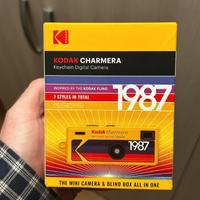 KODAK CHARMERA
Keychain Digital Camera
INSPIRED BY THE KODAK FLING
7 STYLES IN TOTAL
1987
Kodak charmera
1987
THE MINI CAMERA & BLIND BOX ALL IN ONE